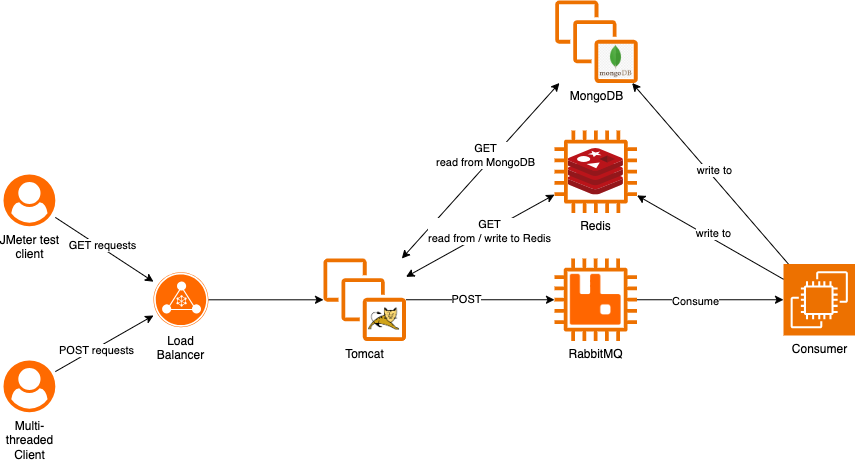 mongoDB
MongoDB
GET
read from MongoDB
write to
JMeter test
client
GET requests
GET
read from / write to Redis
Redis
write to
Load
Balancer
Tomcat
POST
RabbitMQ
Consume
Consumer
POST requests
Multi-
threaded
Client